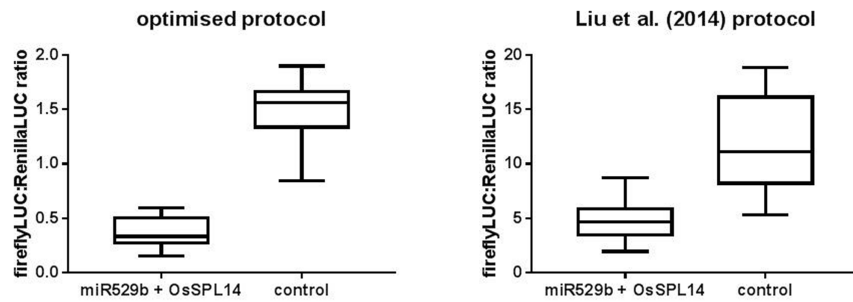 optimised protocol
fireflyLUC:RenillaLUC ratio
2.0
1.5
1.0
0.5
0.0
miR529b + OsSPL14
control
Liu et al. (2014) protocol
fireflyLUC:RenillaLUC ratio
20
15
10
5
0
miR529b + OsSPL14
control